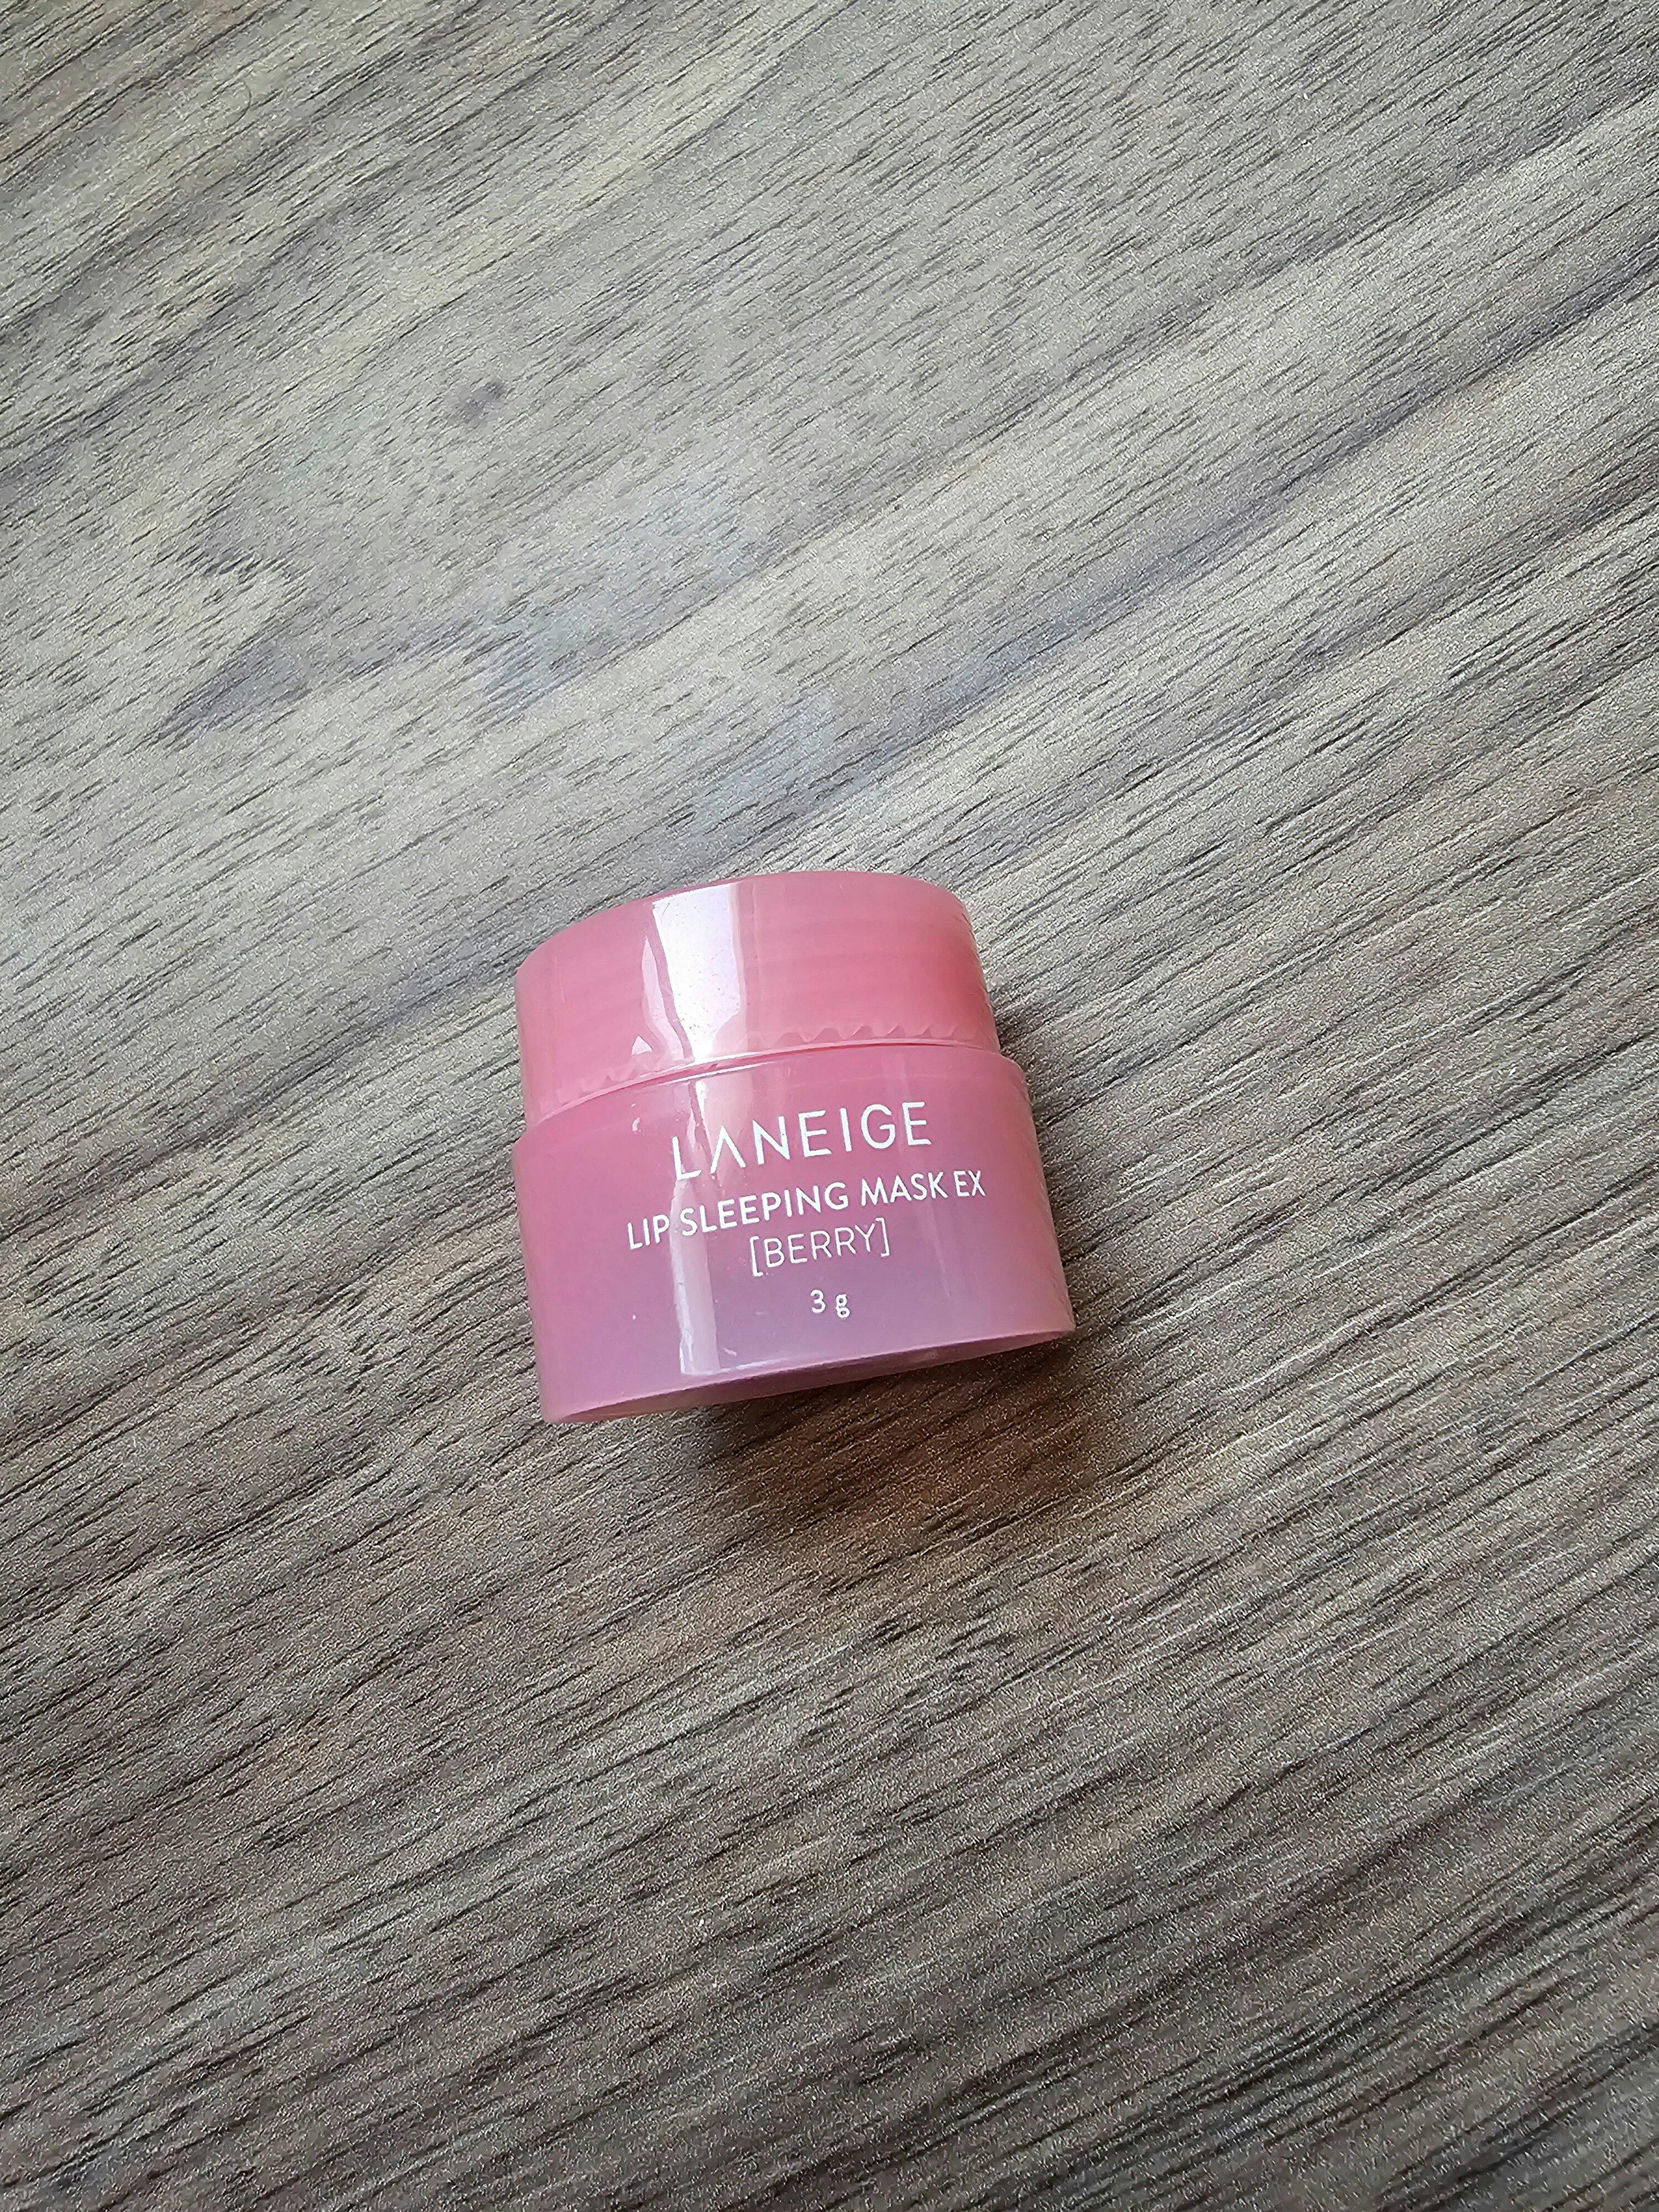 LANEIGE
LIP SLEEPING MASK EX
[BERRY]
3 g